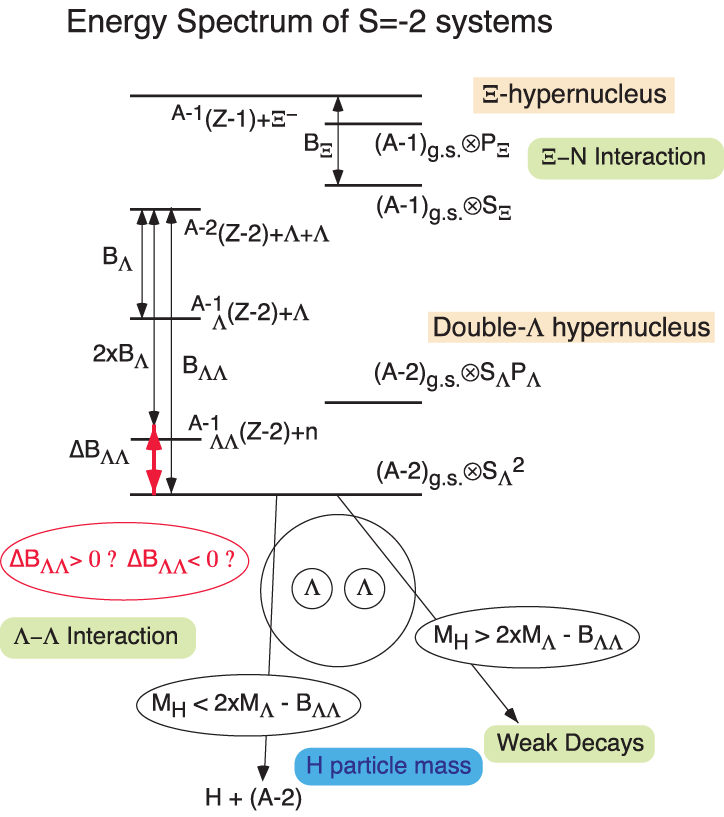 Energy Spectrum of S=-2 systems
Ξ-hypernucleus
A-1(Z-1)+Ξ−
BΞ
(A-1)g.s.⊗PΞ
Ξ−N Interaction
(A-1)g.s.⊗SΞ
A-2(Z-2)+Λ+Λ
BΛ
A-1Λ(Z-2)+Λ
Double-Λ hypernucleus
2xBΛ
BΛΛ
(A-2)g.s.⊗SΛPΛ
A-1ΛΛ(Z-2)+n
ΔBΛΛ
(A-2)g.s.⊗SΛ2
ΔBΛΛ> 0 ? ΔBΛΛ< 0 ?
Λ Λ
Λ−Λ Interaction
MH > 2xMΛ - BΛΛ
MH < 2xMΛ - BΛΛ
Weak Decays
H particle mass
H + (A-2)